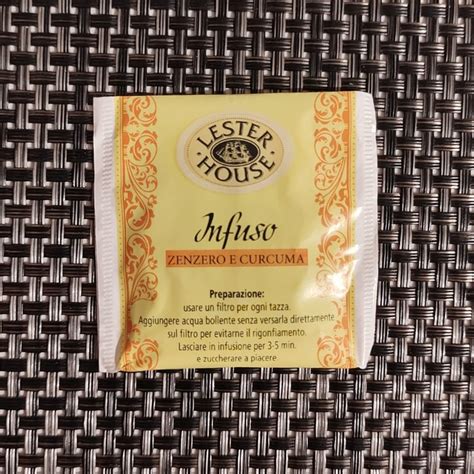 LESTER
HOUSE
Infuso
ZENZERO E CURCUMA
Preparazione:
usare un filtro per ogni tazza.
Aggiungere acqua bollente senza versarla direttamente
sul filtro per evitarne il rigonfiamento.
Lasciare in infusione per 3-5 min.
e zuccherare a piacere.